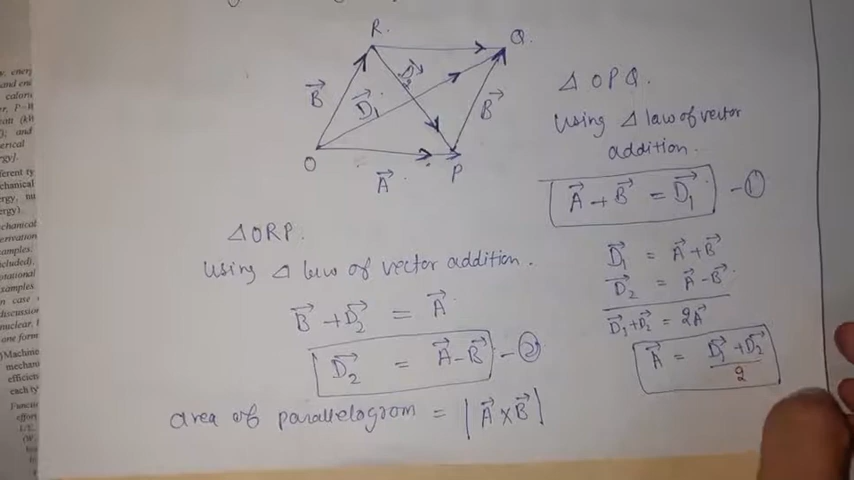 R.
Q.
B⃗
D⃗₂
D⃗₁
B⃗
O
P
A⃗
△ OPQ.
Using △ law of vector
addition.
A⃗ + B⃗ = D⃗₁ - ①
△ORP.
Using △ law of vector addition.
B⃗ + D⃗₂ = A⃗
D⃗₂ = A⃗ - B⃗ - ②
D⃗₁ = A⃗ + B⃗
D⃗₂ = A⃗ - B⃗
D⃗₁ + D⃗₂ = 2A⃗
A⃗ = D⃗₁ + D⃗₂ / 2
area of parallelogram = | A⃗ × B⃗ |